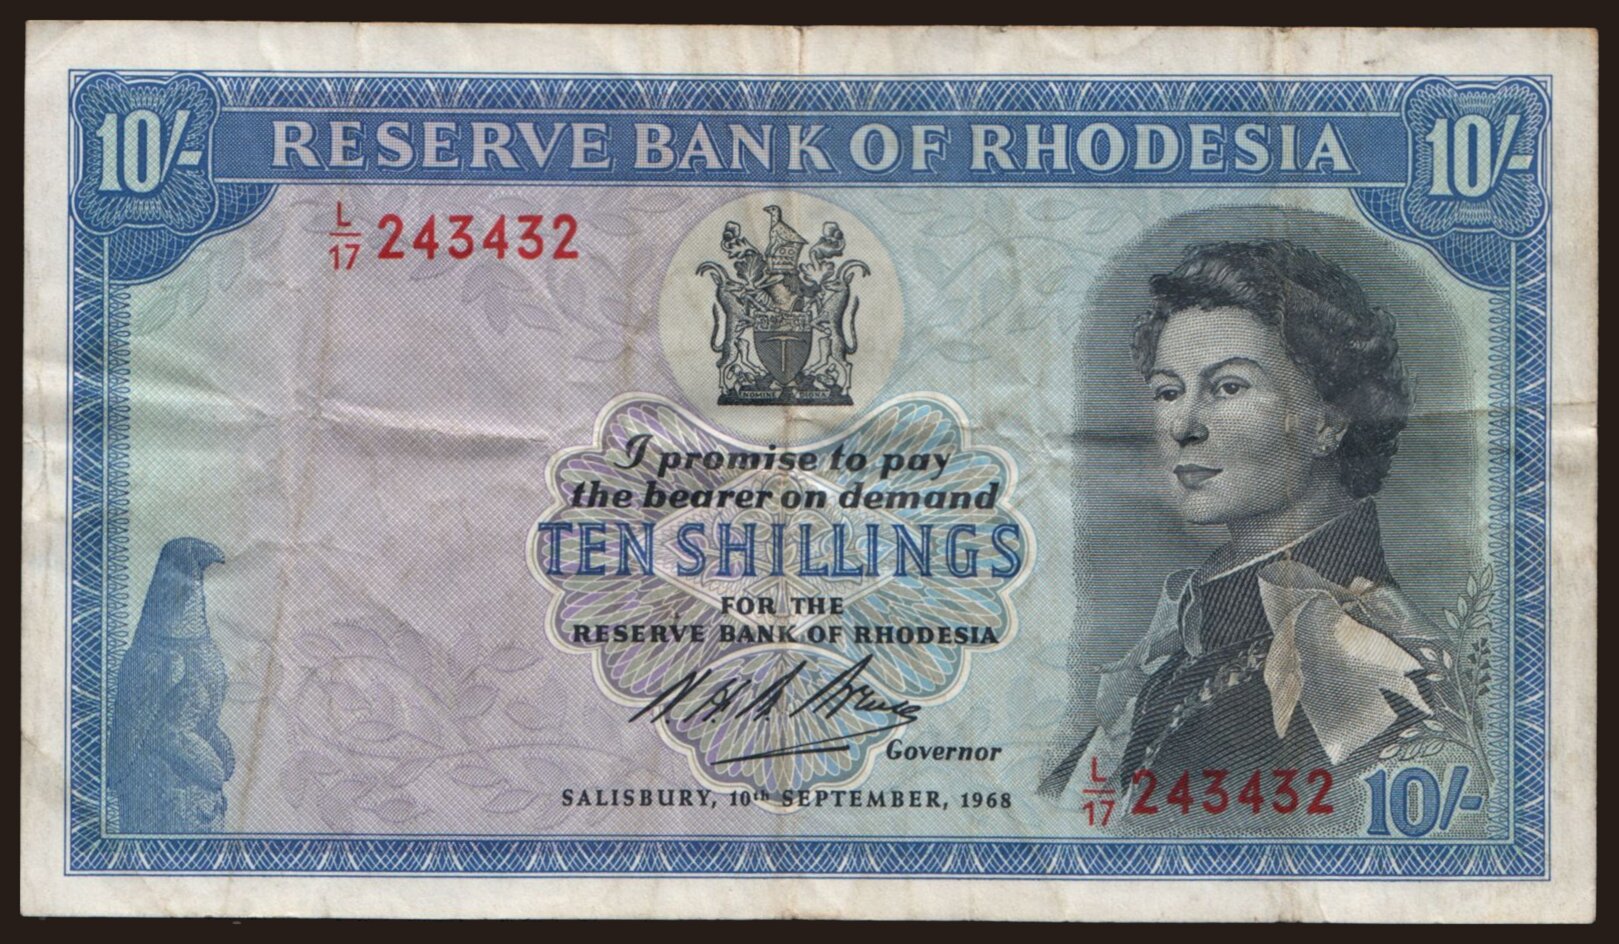 10/- RESERVE BANK OF RHODESIA 10/-
L/17 243432
I promise to pay
the bearer on demand
TEN SHILLINGS
FOR THE
RESERVE BANK OF RHODESIA
Governor
SALISBURY, 10th SEPTEMBER, 1968
L/17 243432 10/-